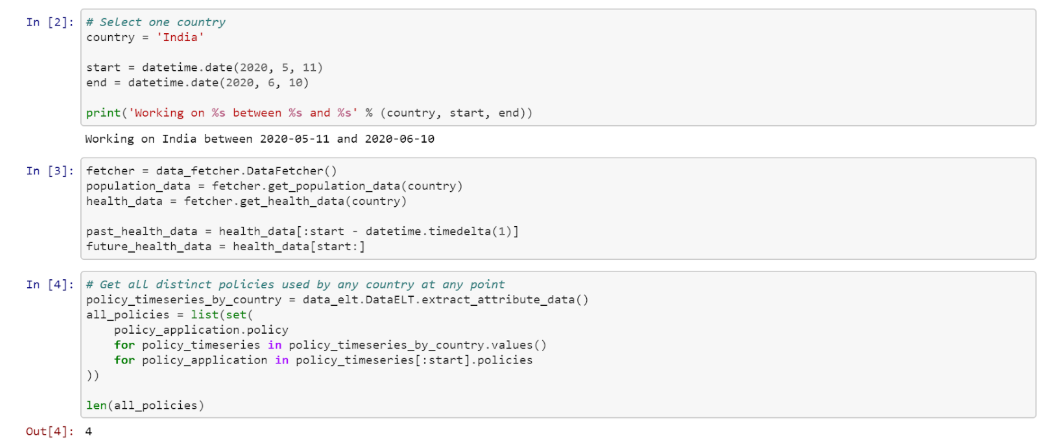 In [2]: # Select one country
country = 'India'
start = datetime.date(2020, 5, 11)
end = datetime.date(2020, 6, 10)
print('Working on %s between %s and %s' % (country, start, end))
Working on India between 2020-05-11 and 2020-06-10
In [3]: fetcher = data_fetcher.DataFetcher()
population_data = fetcher.get_population_data(country)
health_data = fetcher.get_health_data(country)
past_health_data = health_data[:start - datetime.timedelta(1)]
future_health_data = health_data[start:]
In [4]: # Get all distinct policies used by any country at any point
policy_timeseries_by_country = data_elt.DataELT.extract_attribute_data()
all_policies = list(set(
    policy_application.policy
    for policy_timeseries in policy_timeseries_by_country.values()
    for policy_application in policy_timeseries[:start].policies
))
len(all_policies)
Out[4]: 4